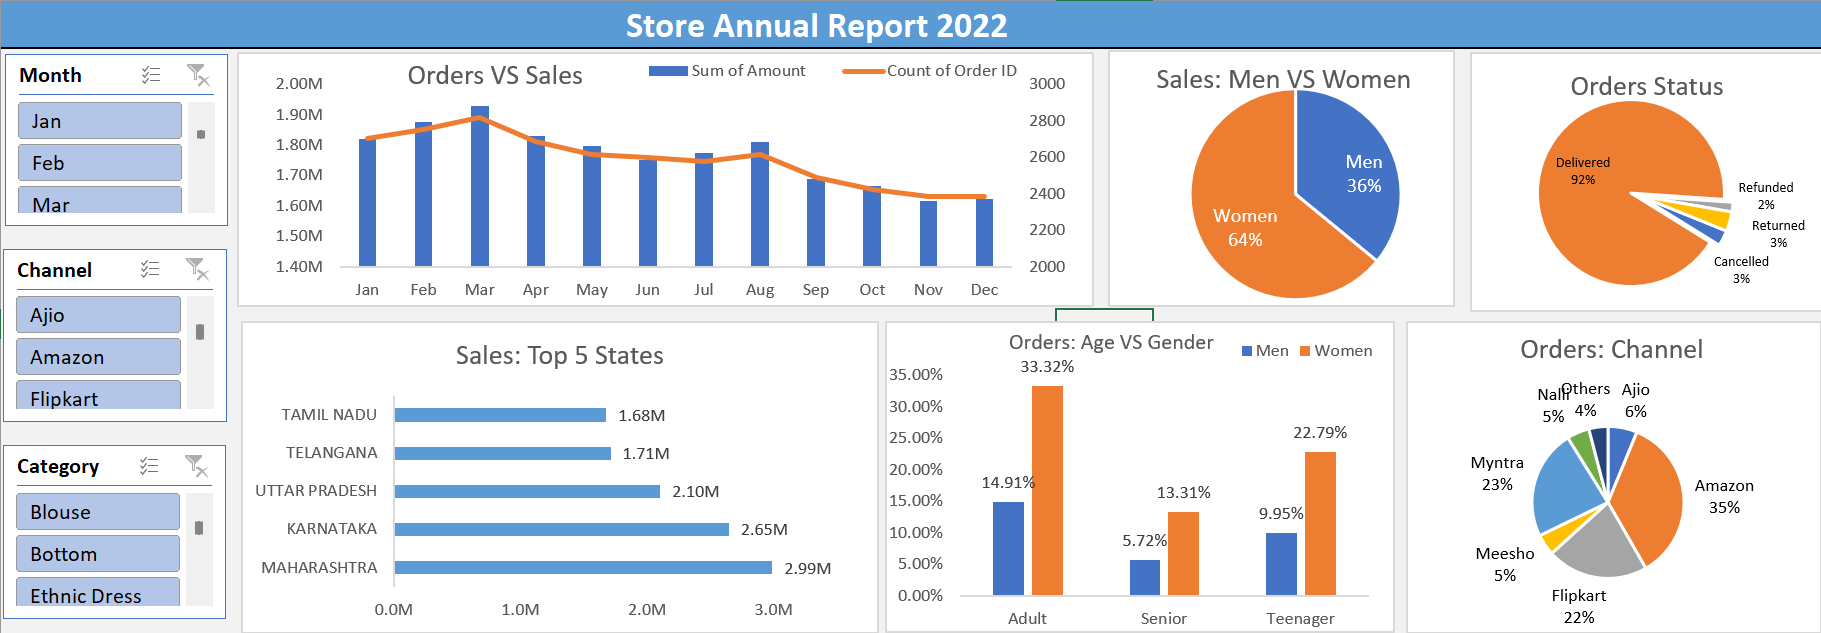 Store Annual Report 2022
Month
Jan
Feb
Mar
Channel
Ajio
Amazon
Flipkart
Category
Blouse
Bottom
Ethnic Dress
Orders VS Sales
Sum of Amount
Count of Order ID
2.00M
1.90M
1.80M
1.70M
1.60M
1.50M
1.40M
3000
2800
2600
2400
2200
2000
Jan Feb Mar Apr May Jun Jul Aug Sep Oct Nov Dec
Sales: Men VS Women
Men
36%
Women
64%
Orders Status
Delivered
92%
Refunded
2%
Returned
3%
Cancelled
3%
Sales: Top 5 States
TAMIL NADU 1.68M
TELANGANA 1.71M
UTTAR PRADESH 2.10M
KARNATAKA 2.65M
MAHARASHTRA 2.99M
0.0M 1.0M 2.0M 3.0M
Orders: Age VS Gender
Men Women
35.00%
30.00%
25.00%
20.00%
15.00%
10.00%
5.00%
0.00%
14.91%
33.32%
5.72%
13.31%
9.95%
22.79%
Adult Senior Teenager
Orders: Channel
Nalli
5%
Others
4%
Ajio
6%
Myntra
23%
Amazon
35%
Meesho
5%
Flipkart
22%